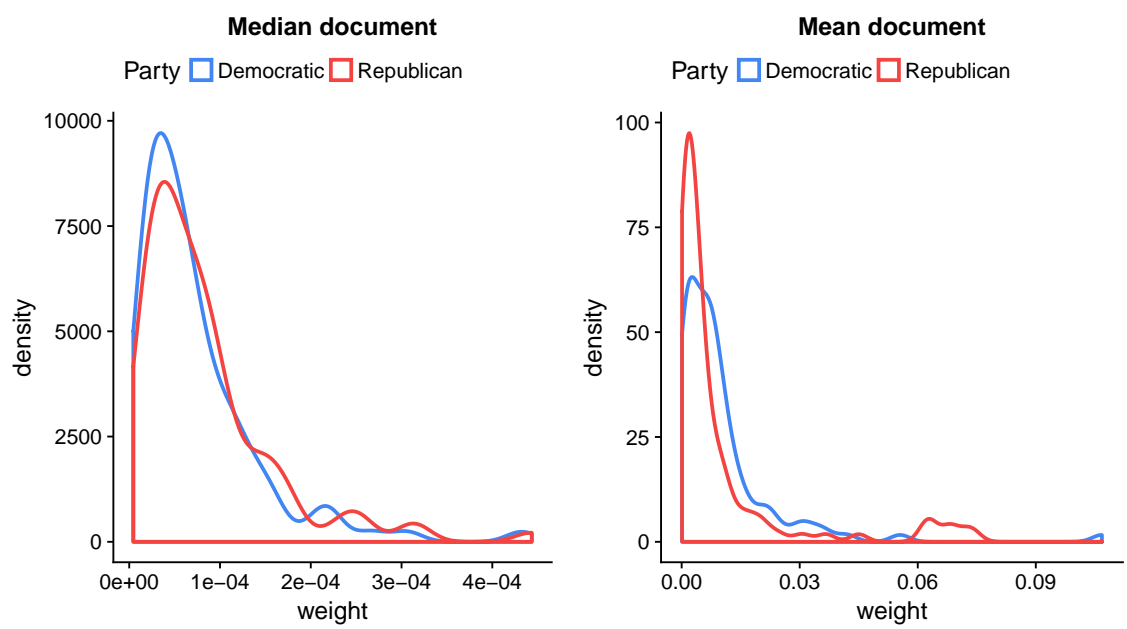 Median document
Party Democratic Republican
10000
7500
5000
2500
0
density
0e+00 1e−04 2e−04 3e−04 4e−04
weight
Mean document
Party Democratic Republican
100
75
50
25
0
density
0.00 0.03 0.06 0.09
weight